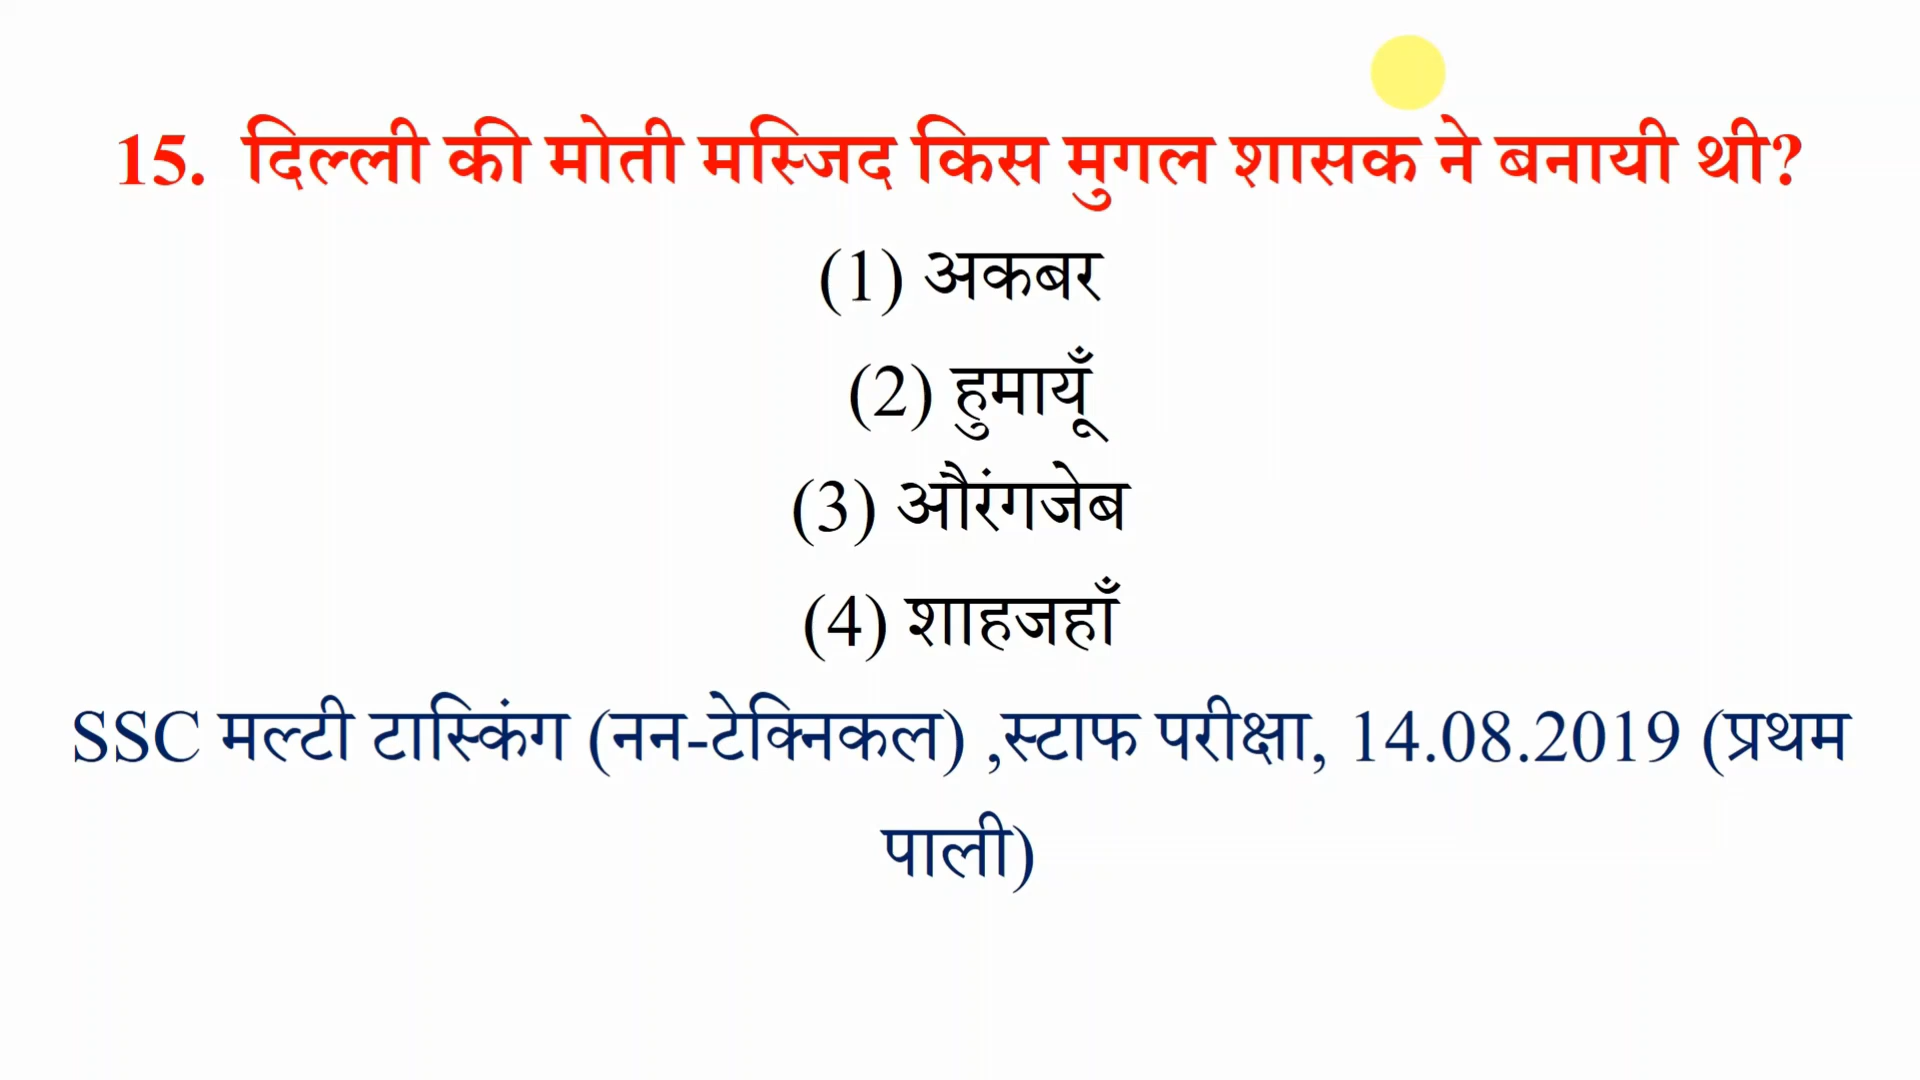 15. दिल्ली की मोती मस्जिद किस मुगल शासक ने बनायी थी?
(1) अकबर
(2) हुमायूँ
(3) औरंगजेब
(4) शाहजहाँ
SSC मल्टी टास्किंग (नन-टेक्निकल) ,स्टाफ परीक्षा, 14.08.2019 (प्रथम
पाली)